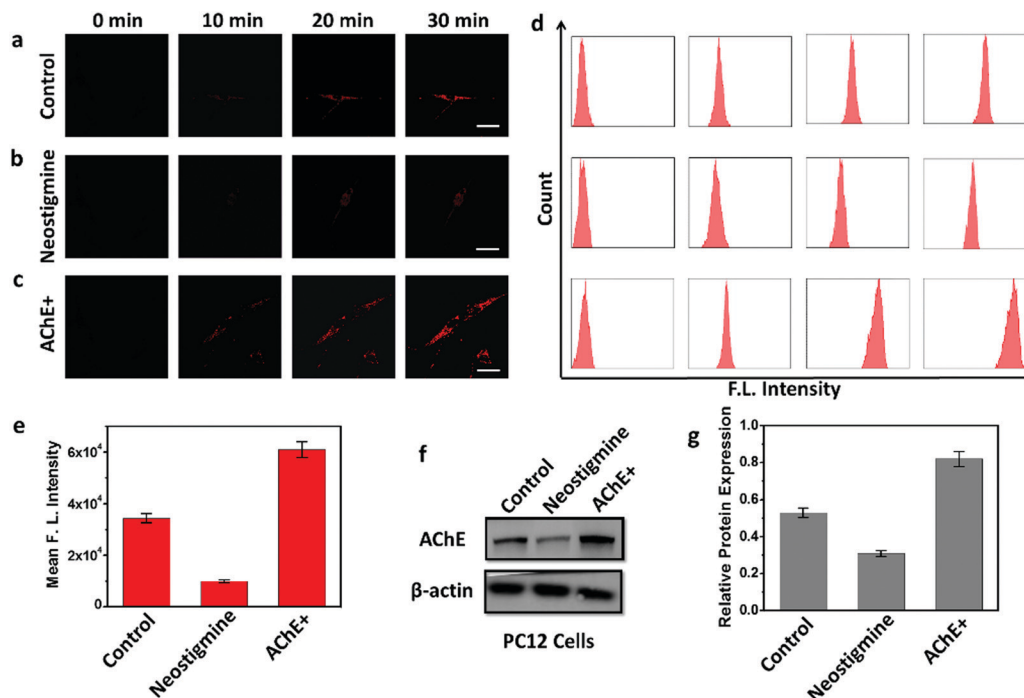 0 min 10 min 20 min 30 min
a
Control
b
Neostigmine
c
AChE+
d
Count
F.L. Intensity
e
Mean F. L. Intensity
6x10⁴
4x10⁴
2x10⁴
0
Control
Neostigmine
AChE+
f
Control
Neostigmine
AChE+
AChE
β-actin
PC12 Cells
g
Relative Protein Expression
1.0
0.8
0.6
0.4
0.2
0.0
Control
Neostigmine
AChE+